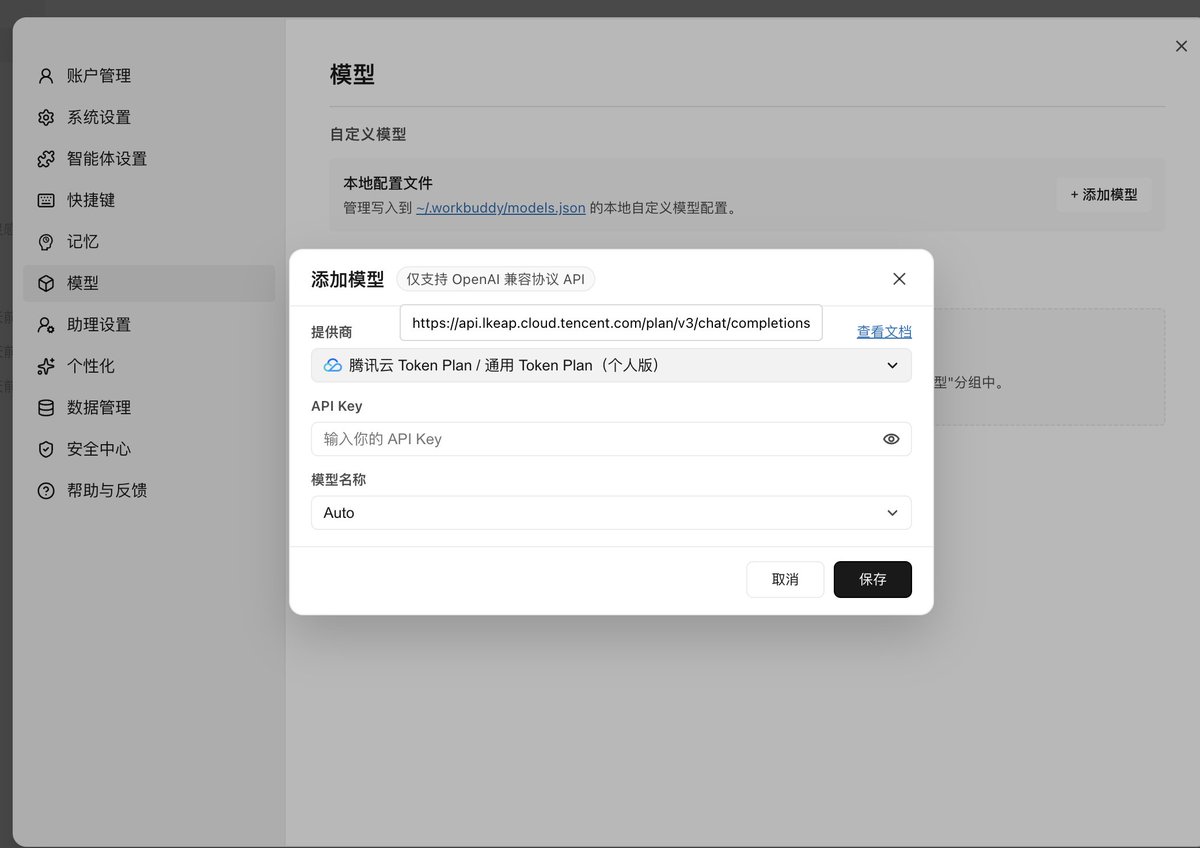 账户管理
系统设置
智能体设置
快捷键
记忆
模型
助理设置
个性化
数据管理
安全中心
帮助与反馈
模型
自定义模型
本地配置文件
管理写入到 ~/.workbuddy/models.json 的本地自定义模型配置。
+ 添加模型
型"分组中。
添加模型
仅支持 OpenAI 兼容协议 API
提供商
https://api.lkeap.cloud.tencent.com/plan/v3/chat/completions
查看文档
腾讯云 Token Plan / 通用 Token Plan（个人版）
API Key
输入你的 API Key
模型名称
Auto
取消
保存